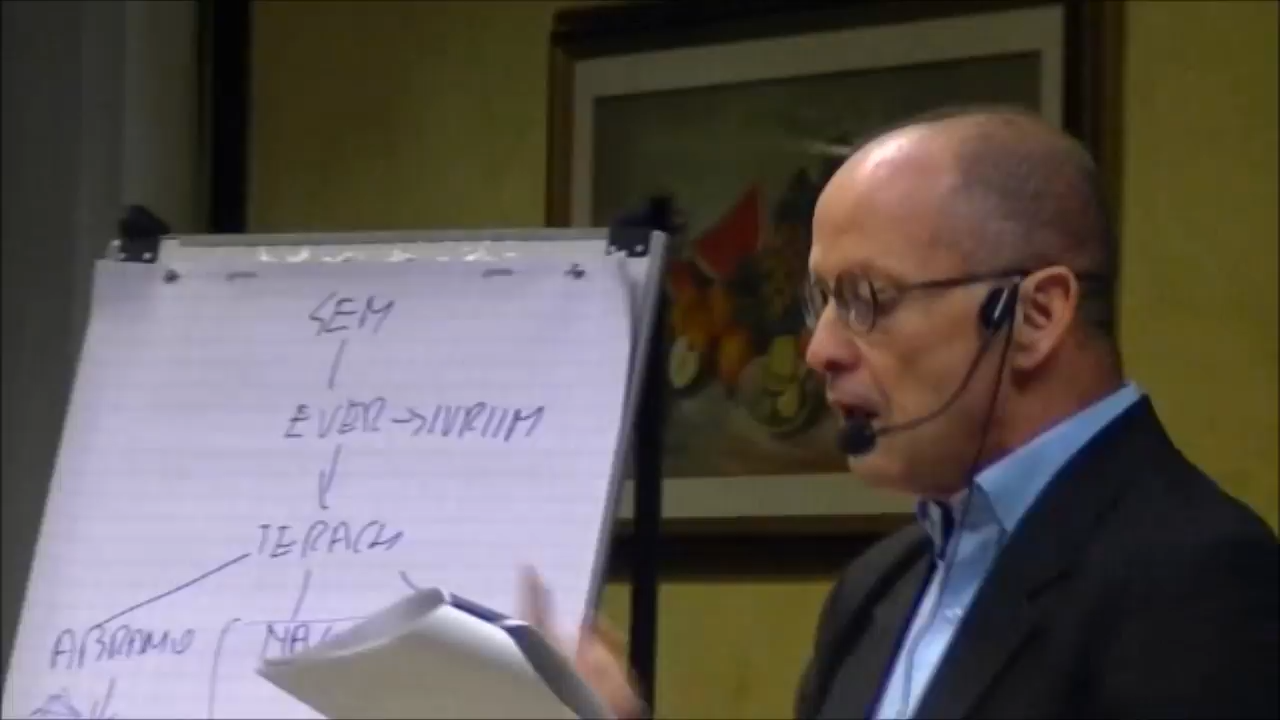 SEM
EVER → IVRIIM
TERACH
ABRAMO